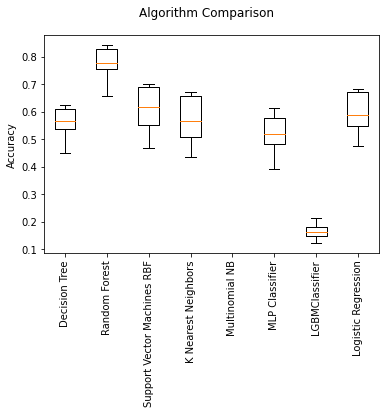 Algorithm Comparison
Accuracy
0.8
0.7
0.6
0.5
0.4
0.3
0.2
0.1
Decision Tree
Random Forest
Support Vector Machines RBF
K Nearest Neighbors
Multinomial NB
MLP Classifier
LGBMClassifier
Logistic Regression